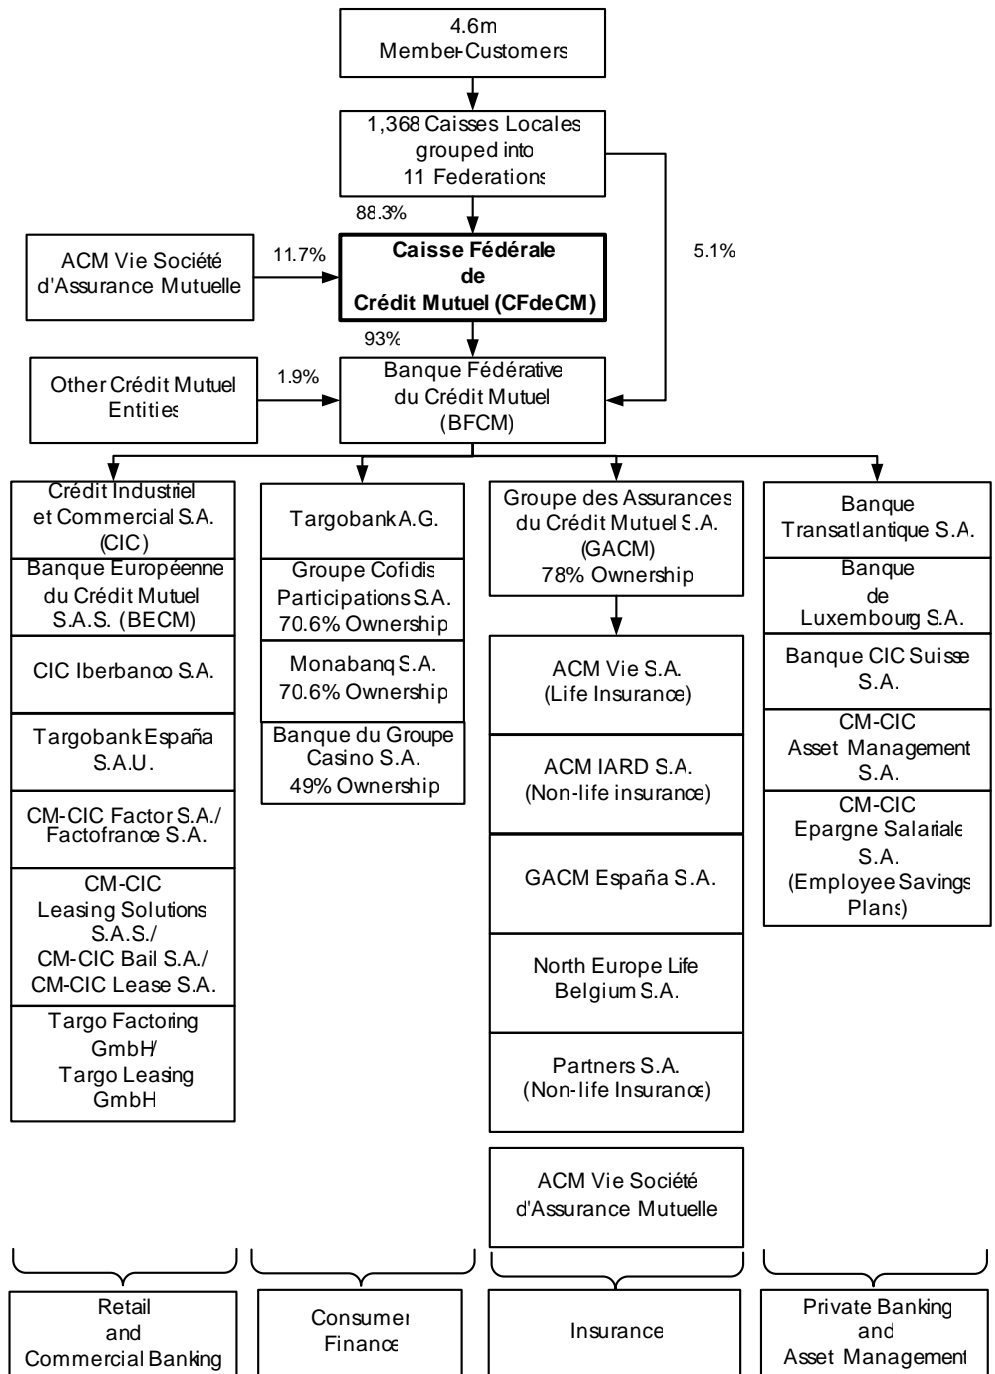 4.6m
Member-Customers
1,368 Caisses Locales
grouped into
11 Federations
88.3%
5.1%
ACM Vie Société
d'Assurance Mutuelle
11.7%
Caisse Fédérale
de
Crédit Mutuel (CFdeCM)
93%
Other Crédit Mutuel
Entities
1.9%
Banque Fédérative
du Crédit Mutuel
(BFCM)
Crédit Industriel
et Commercial S.A.
(CIC)
Banque Européenne
du Crédit Mutuel
S.A.S. (BECM)
CIC Iberbanco S.A.
Targobank España
S.A.U.
CM-CIC Factor S.A./
Factofrance S.A.
CM-CIC
Leasing Solutions
S.A.S./
CM-CIC Bail S.A./
CM-CIC Lease S.A.
Targo Factoring
GmbH/
Targo Leasing
GmbH
Targobank A.G.
Groupe Cofidis
Participations S.A.
70.6% Ownership
Monabanq S.A.
70.6% Ownership
Banque du Groupe
Casino S.A.
49% Ownership
Groupe des Assurances
du Crédit Mutuel S.A.
(GACM)
78% Ownership
ACM Vie S.A.
(Life Insurance)
ACM IARD S.A.
(Non-life insurance)
GACM España S.A.
North Europe Life
Belgium S.A.
Partners S.A.
(Non-life Insurance)
ACM Vie Société
d'Assurance Mutuelle
Banque
Transatlantique S.A.
Banque
de
Luxembourg S.A.
Banque CIC Suisse
S.A.
CM-CIC
Asset Management
S.A.
CM-CIC
Epargne Salariale
S.A.
(Employee Savings
Plans)
Retail
and
Commercial Banking
Consumer
Finance
Insurance
Private Banking
and
Asset Management